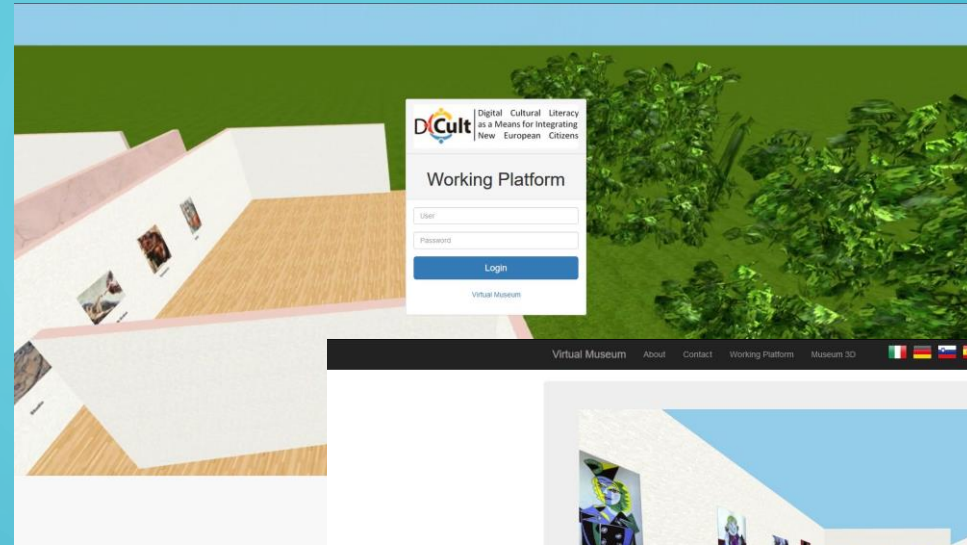 DiCult
Digital Cultural Literacy
as a Means for Integrating
New European Citizens
Working Platform
User
Password
Login
Virtual Museum
Virtual Museum About Contact Working Platform Museum 3D